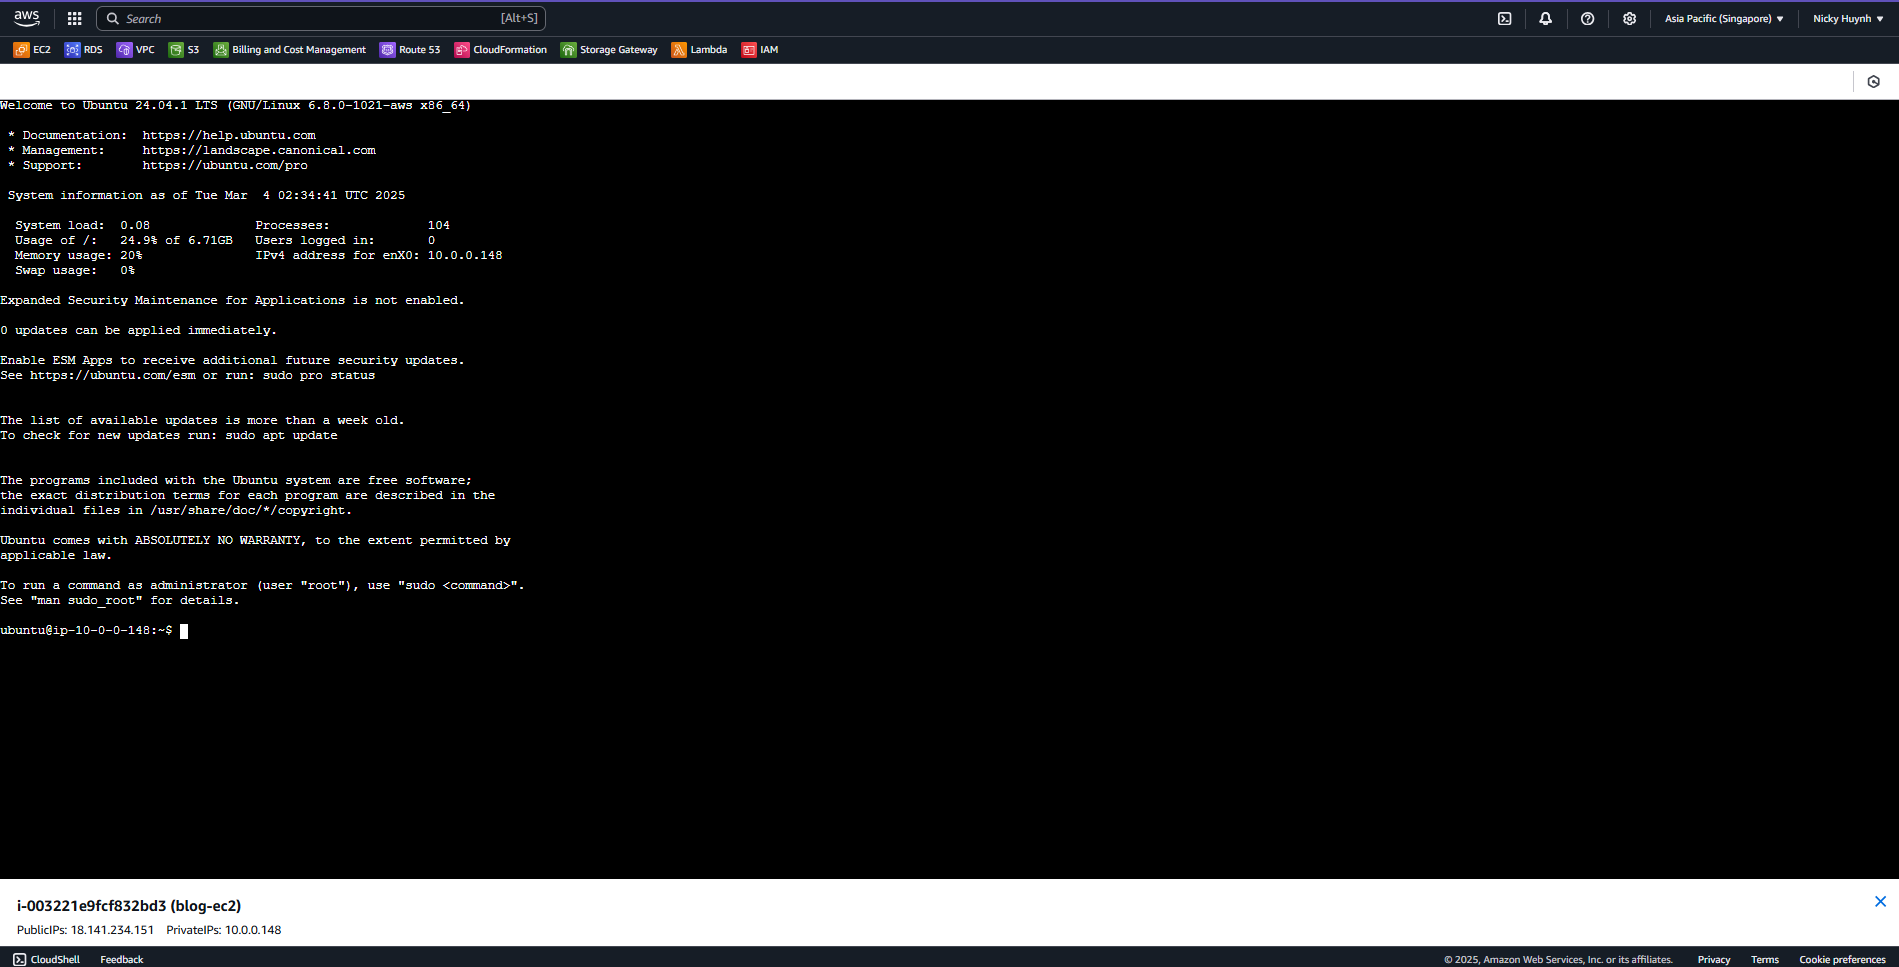 aws Search [Alt+S] Asia Pacific (Singapore) Nicky Huynh
EC2 RDS VPC S3 Billing and Cost Management Route 53 CloudFormation Storage Gateway Lambda IAM
Welcome to Ubuntu 24.04.1 LTS (GNU/Linux 6.8.0-1021-aws x86_64)
* Documentation: https://help.ubuntu.com
* Management: https://landscape.canonical.com
* Support: https://ubuntu.com/pro
System information as of Tue Mar 4 02:34:41 UTC 2025
System load: 0.08 Processes: 104
Usage of /: 24.9% of 6.71GB Users logged in: 0
Memory usage: 20% IPv4 address for enX0: 10.0.0.148
Swap usage: 0%
Expanded Security Maintenance for Applications is not enabled.
0 updates can be applied immediately.
Enable ESM Apps to receive additional future security updates.
See https://ubuntu.com/esm or run: sudo pro status
The list of available updates is more than a week old.
To check for new updates run: sudo apt update
The programs included with the Ubuntu system are free software;
the exact distribution terms for each program are described in the
individual files in /usr/share/doc/*/copyright.
Ubuntu comes with ABSOLUTELY NO WARRANTY, to the extent permitted by
applicable law.
To run a command as administrator (user "root"), use "sudo <command>".
See "man sudo_root" for details.
ubuntu@ip-10-0-0-148:~$
i-003221e9fcf832bd3 (blog-ec2)
PublicIPs: 18.141.234.151 PrivateIPs: 10.0.0.148
CloudShell Feedback © 2025, Amazon Web Services, Inc. or its affiliates. Privacy Terms Cookie preferences